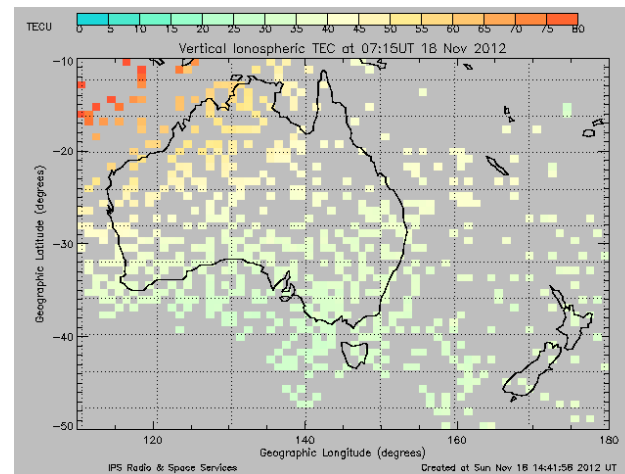 TECU
0 5 10 15 20 25 30 35 40 45 50 55 60 65 70 75 80
Vertical Ionospheric TEC at 07:15UT 18 Nov 2012
-10
-20
-30
-40
-50
Geographic Latitude (degrees)
120 140 160 180
Geographic Longitude (degrees)
IPS Radio & Space Services
Created at Sun Nov 18 14:41:58 2012 UT